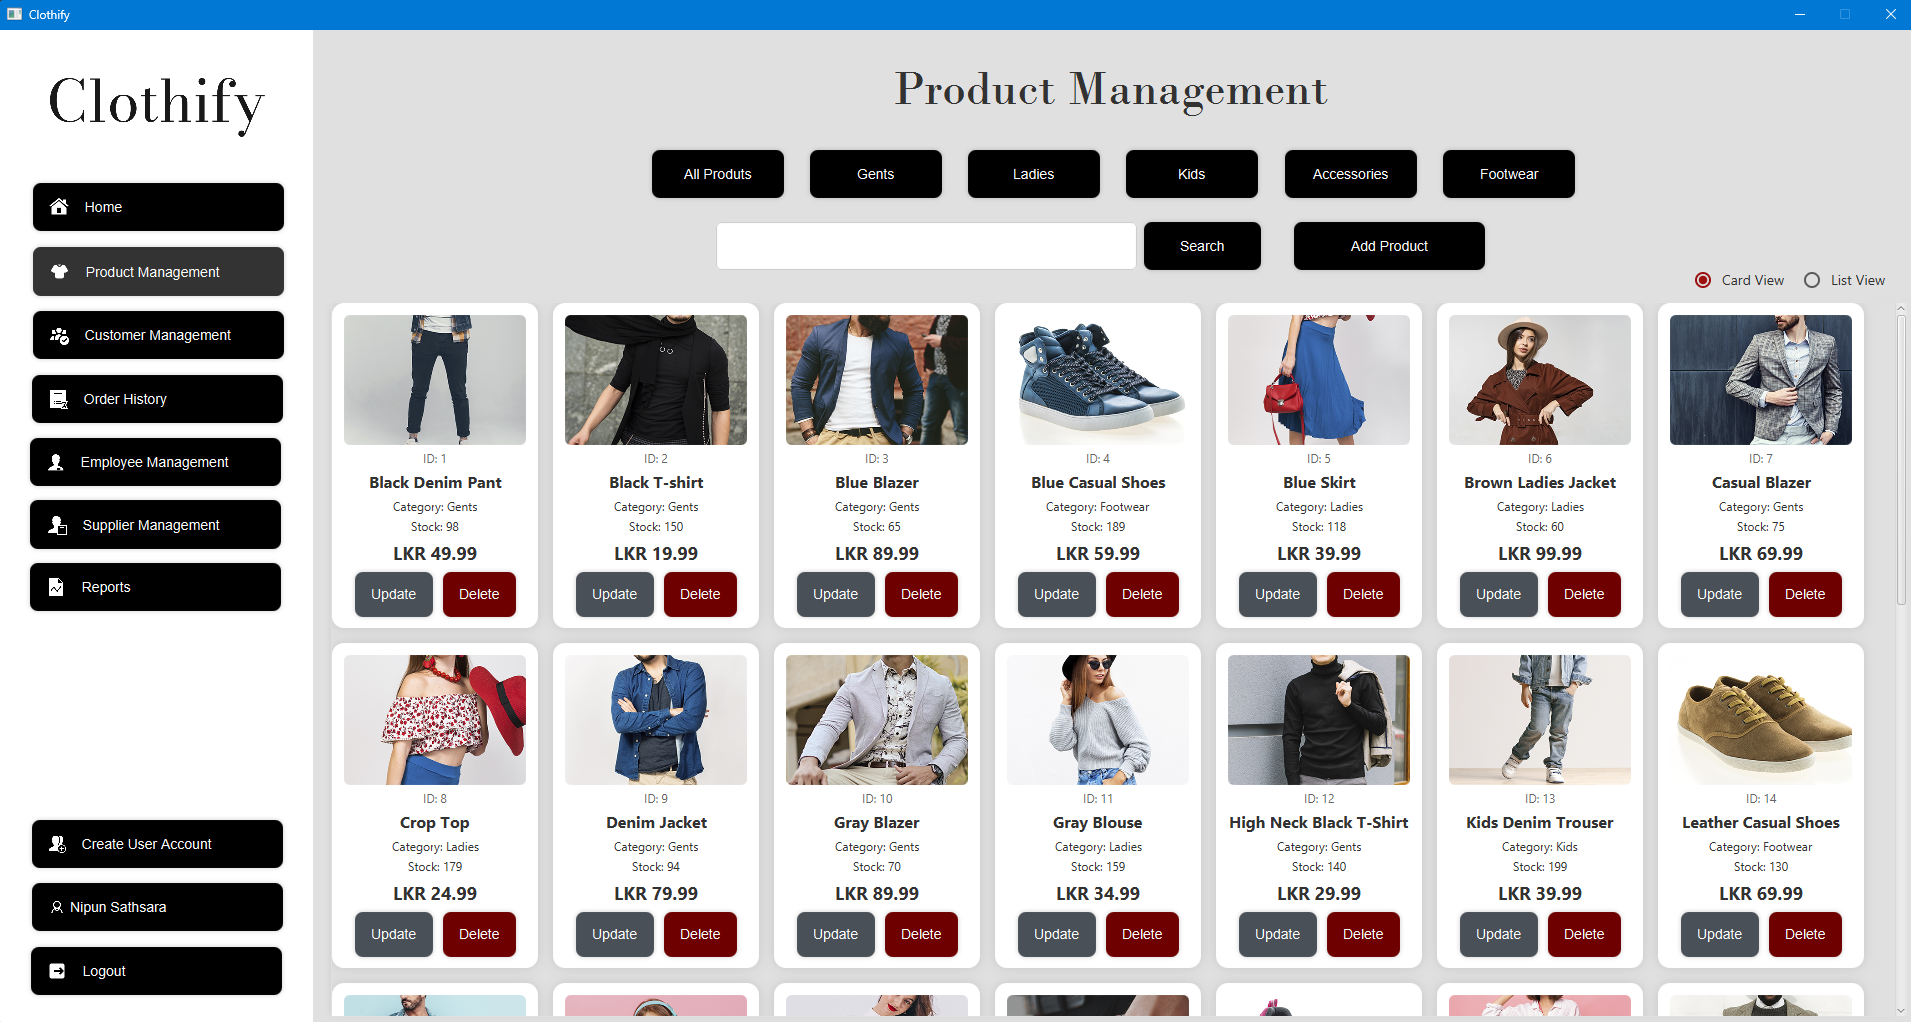 Clothify
Clothify
Home
Product Management
Customer Management
Order History
Employee Management
Supplier Management
Reports
Create User Account
Nipun Sathsara
Logout
Product Management
All Produts
Gents
Ladies
Kids
Accessories
Footwear
Search
Add Product
Card View
List View
ID: 1
Black Denim Pant
Category: Gents
Stock: 98
LKR 49.99
Update
Delete
ID: 2
Black T-shirt
Category: Gents
Stock: 150
LKR 19.99
Update
Delete
ID: 3
Blue Blazer
Category: Gents
Stock: 65
LKR 89.99
Update
Delete
ID: 4
Blue Casual Shoes
Category: Footwear
Stock: 189
LKR 59.99
Update
Delete
ID: 5
Blue Skirt
Category: Ladies
Stock: 118
LKR 39.99
Update
Delete
ID: 6
Brown Ladies Jacket
Category: Ladies
Stock: 60
LKR 99.99
Update
Delete
ID: 7
Casual Blazer
Category: Gents
Stock: 75
LKR 69.99
Update
Delete
ID: 8
Crop Top
Category: Ladies
Stock: 179
LKR 24.99
Update
Delete
ID: 9
Denim Jacket
Category: Gents
Stock: 94
LKR 79.99
Update
Delete
ID: 10
Gray Blazer
Category: Gents
Stock: 70
LKR 89.99
Update
Delete
ID: 11
Gray Blouse
Category: Ladies
Stock: 159
LKR 34.99
Update
Delete
ID: 12
High Neck Black T-Shirt
Category: Gents
Stock: 140
LKR 29.99
Update
Delete
ID: 13
Kids Denim Trouser
Category: Kids
Stock: 199
LKR 39.99
Update
Delete
ID: 14
Leather Casual Shoes
Category: Footwear
Stock: 130
LKR 69.99
Update
Delete